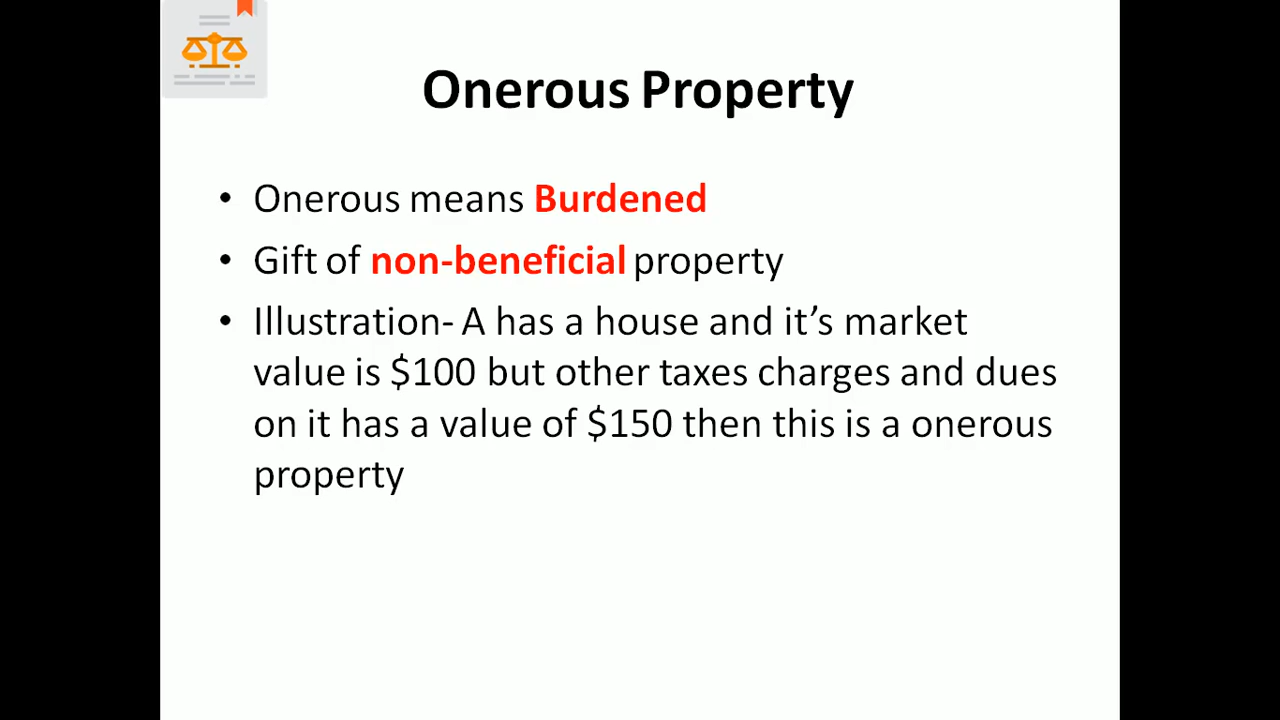 Onerous Property
• Onerous means Burdened
• Gift of non-beneficial property
• Illustration- A has a house and it’s market
value is $100 but other taxes charges and dues
on it has a value of $150 then this is a onerous
property